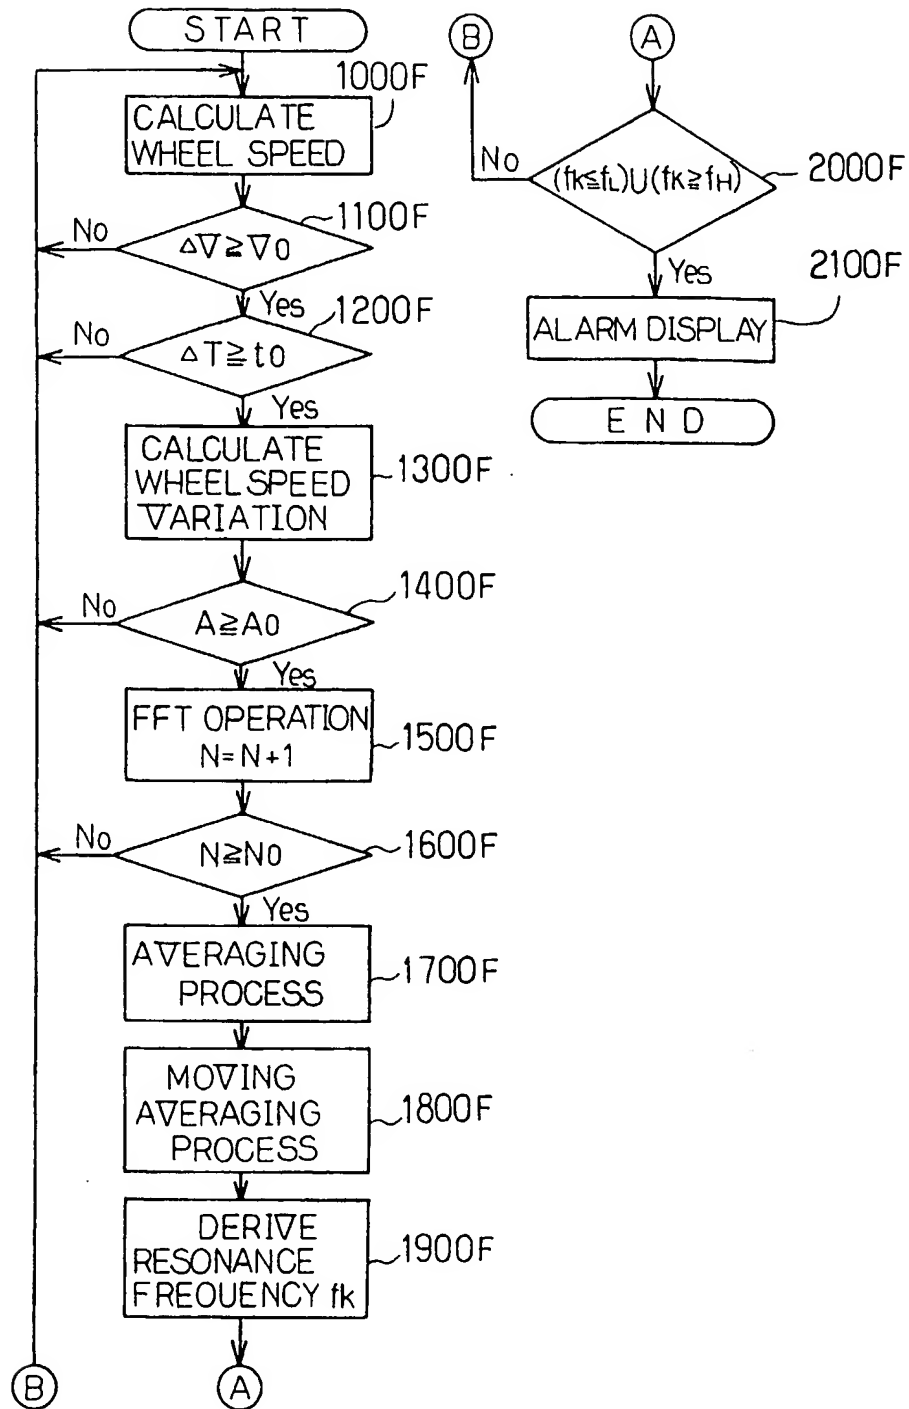 START
1000F
CALCULATE
WHEEL SPEED
1100F
No
ΔV≧V0
Yes
1200F
No
ΔT≧t0
Yes
CALCULATE
WHEEL SPEED
VARIATION
1300F
1400F
No
A≧A0
Yes
FFT OPERATION
N=N+1
1500F
No
N≧N0
1600F
Yes
AVERAGING
PROCESS
1700F
MOVING
AVERAGING
PROCESS
1800F
DERIVE
RESONANCE
FREQUENCY fk
1900F
B
A
B
A
No
(fk≦fL)U(fk≧fH)
2000F
Yes
2100F
ALARM DISPLAY
END